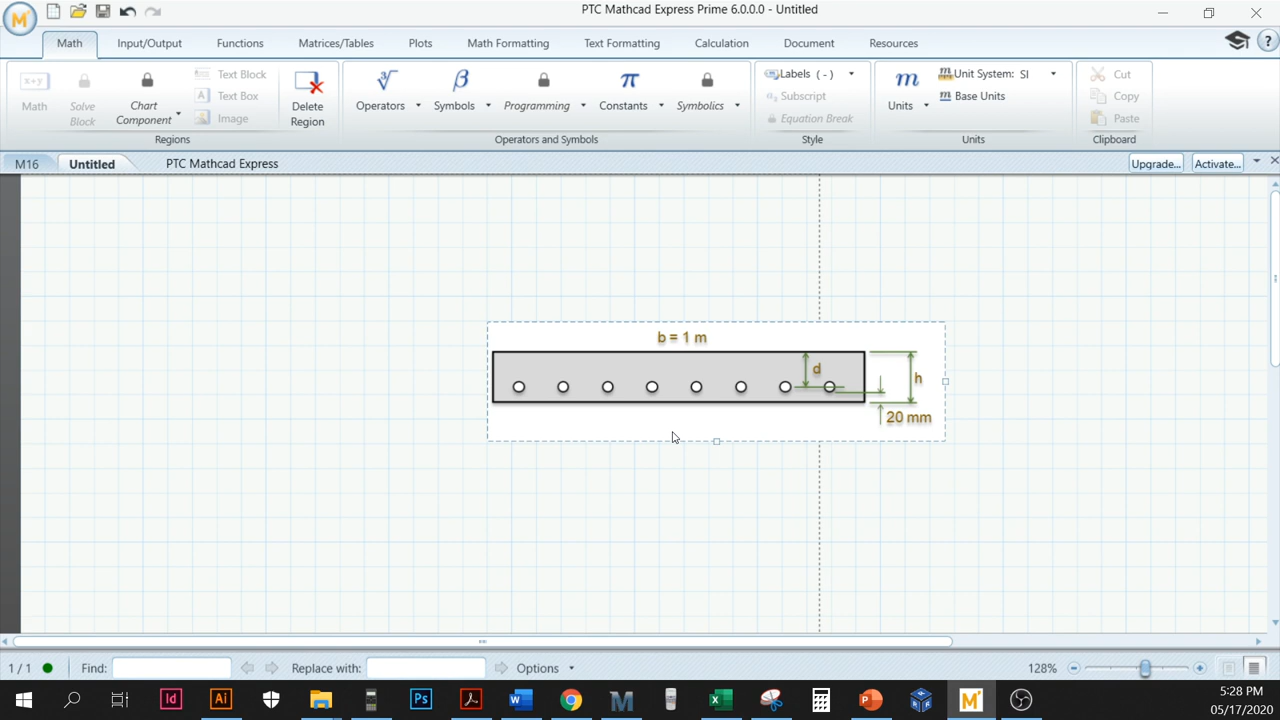 PTC Mathcad Express Prime 6.0.0.0 - Untitled
Math Input/Output Functions Matrices/Tables Plots Math Formatting Text Formatting Calculation Document Resources
Math
Solve Block
Chart Component
Text Block
Text Box
Image
Regions
Delete Region
Operators
Symbols
Programming
Constants
Symbolics
Operators and Symbols
Labels ( - )
Subscript
Equation Break
Style
Units
Unit System: SI
Base Units
Units
Cut
Copy
Paste
Clipboard
M16 Untitled PTC Mathcad Express Upgrade... Activate...
b = 1 m
d
h
20 mm
1 / 1 Find: Replace with: Options 128%
5:28 PM
05/17/2020